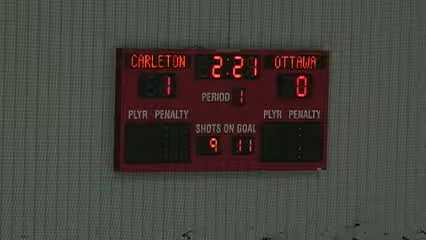 CARLETON 2:21 OTTAWA
1 0
PERIOD 1
PLYR PENALTY PLYR PENALTY
SHOTS ON GOAL
9 11